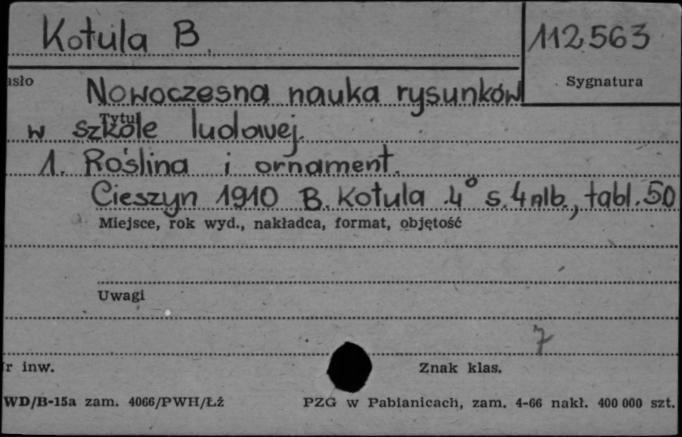 Kotula B.
112563
asło
Sygnatura
Nowoczesna nauka rysunków
Tytuł
w szkole ludowej.
1. Roślina i ornament.
Cieszyn 1910 B. Kotula 4° s. 4 nlb., tabl. 50
Miejsce, rok wyd., nakładca, format, objętość
Uwagi
7
r inw.
Znak klas.
WD/B-15a zam. 4066/PWH/Łż
PZG w Pabianicach, zam. 4-66 nakł. 400 000 szt.